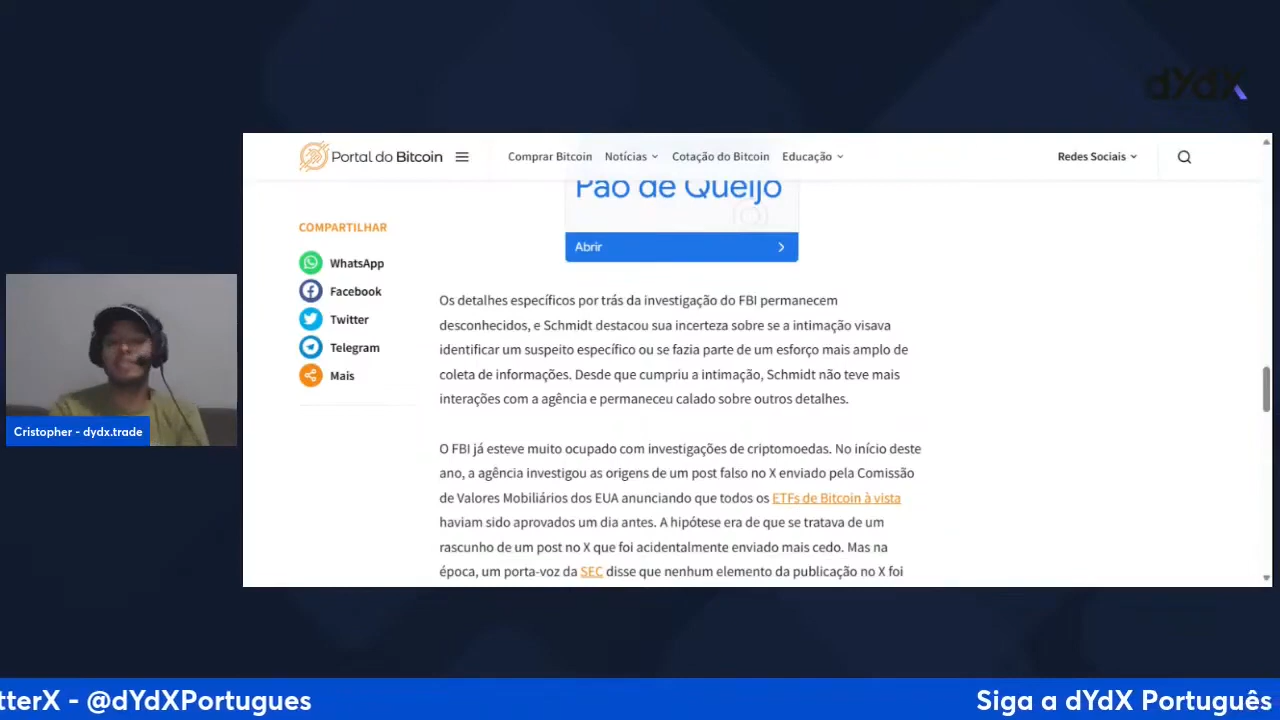 dYdX
Portal do Bitcoin
Comprar Bitcoin Notícias Cotação do Bitcoin Educação Redes Sociais
Pão de Queijo
Abrir
COMPARTILHAR
WhatsApp
Facebook
Twitter
Telegram
Mais
Os detalhes específicos por trás da investigação do FBI permanecem
desconhecidos, e Schmidt destacou sua incerteza sobre se a intimação visava
identificar um suspeito específico ou se fazia parte de um esforço mais amplo de
coleta de informações. Desde que cumpriu a intimação, Schmidt não teve mais
interações com a agência e permaneceu calado sobre outros detalhes.
O FBI já esteve muito ocupado com investigações de criptomoedas. No início deste
ano, a agência investigou as origens de um post falso no X enviado pela Comissão
de Valores Mobiliários dos EUA anunciando que todos os ETFs de Bitcoin à vista
haviam sido aprovados um dia antes. A hipótese era de que se tratava de um
rascunho de um post no X que foi acidentalmente enviado mais cedo. Mas na
época, um porta-voz da SEC disse que nenhum elemento da publicação no X foi
Cristopher - dydx.trade
tterX - @dYdXPortugues
Siga a dYdX Português